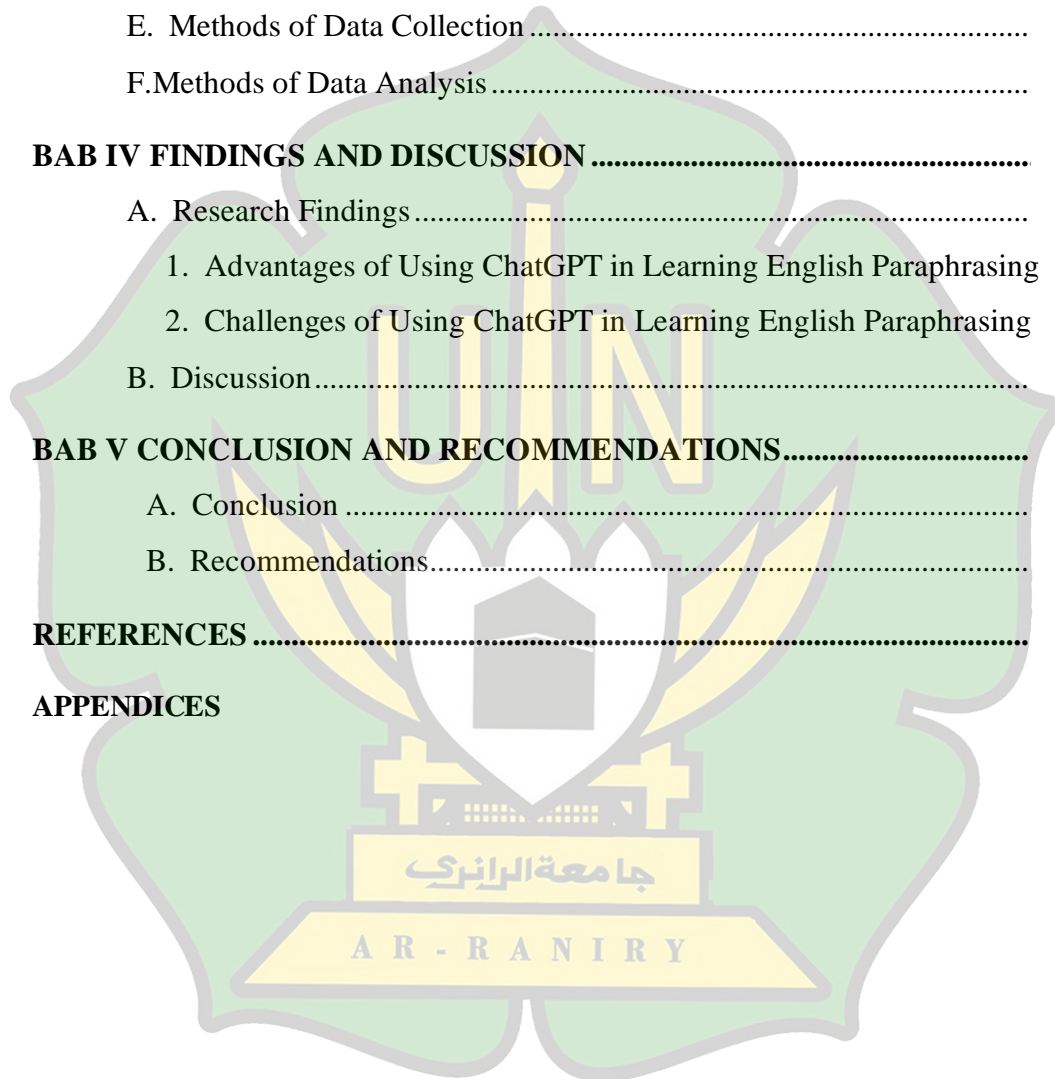 E. Methods of Data Collection ................................................................
F.Methods of Data Analysis .....................................................................
BAB IV FINDINGS AND DISCUSSION ......................................................
A. Research Findings .............................................................................
1. Advantages of Using ChatGPT in Learning English Paraphrasing
2. Challenges of Using ChatGPT in Learning English Paraphrasing
B. Discussion ..........................................................................................
UIN
BAB V CONCLUSION AND RECOMMENDATIONS ..............................
A. Conclusion .......................................................................................
B. Recommendations ............................................................................
REFERENCES .................................................................................................
APPENDICES
جامعةالرانري
AR-RANIRY